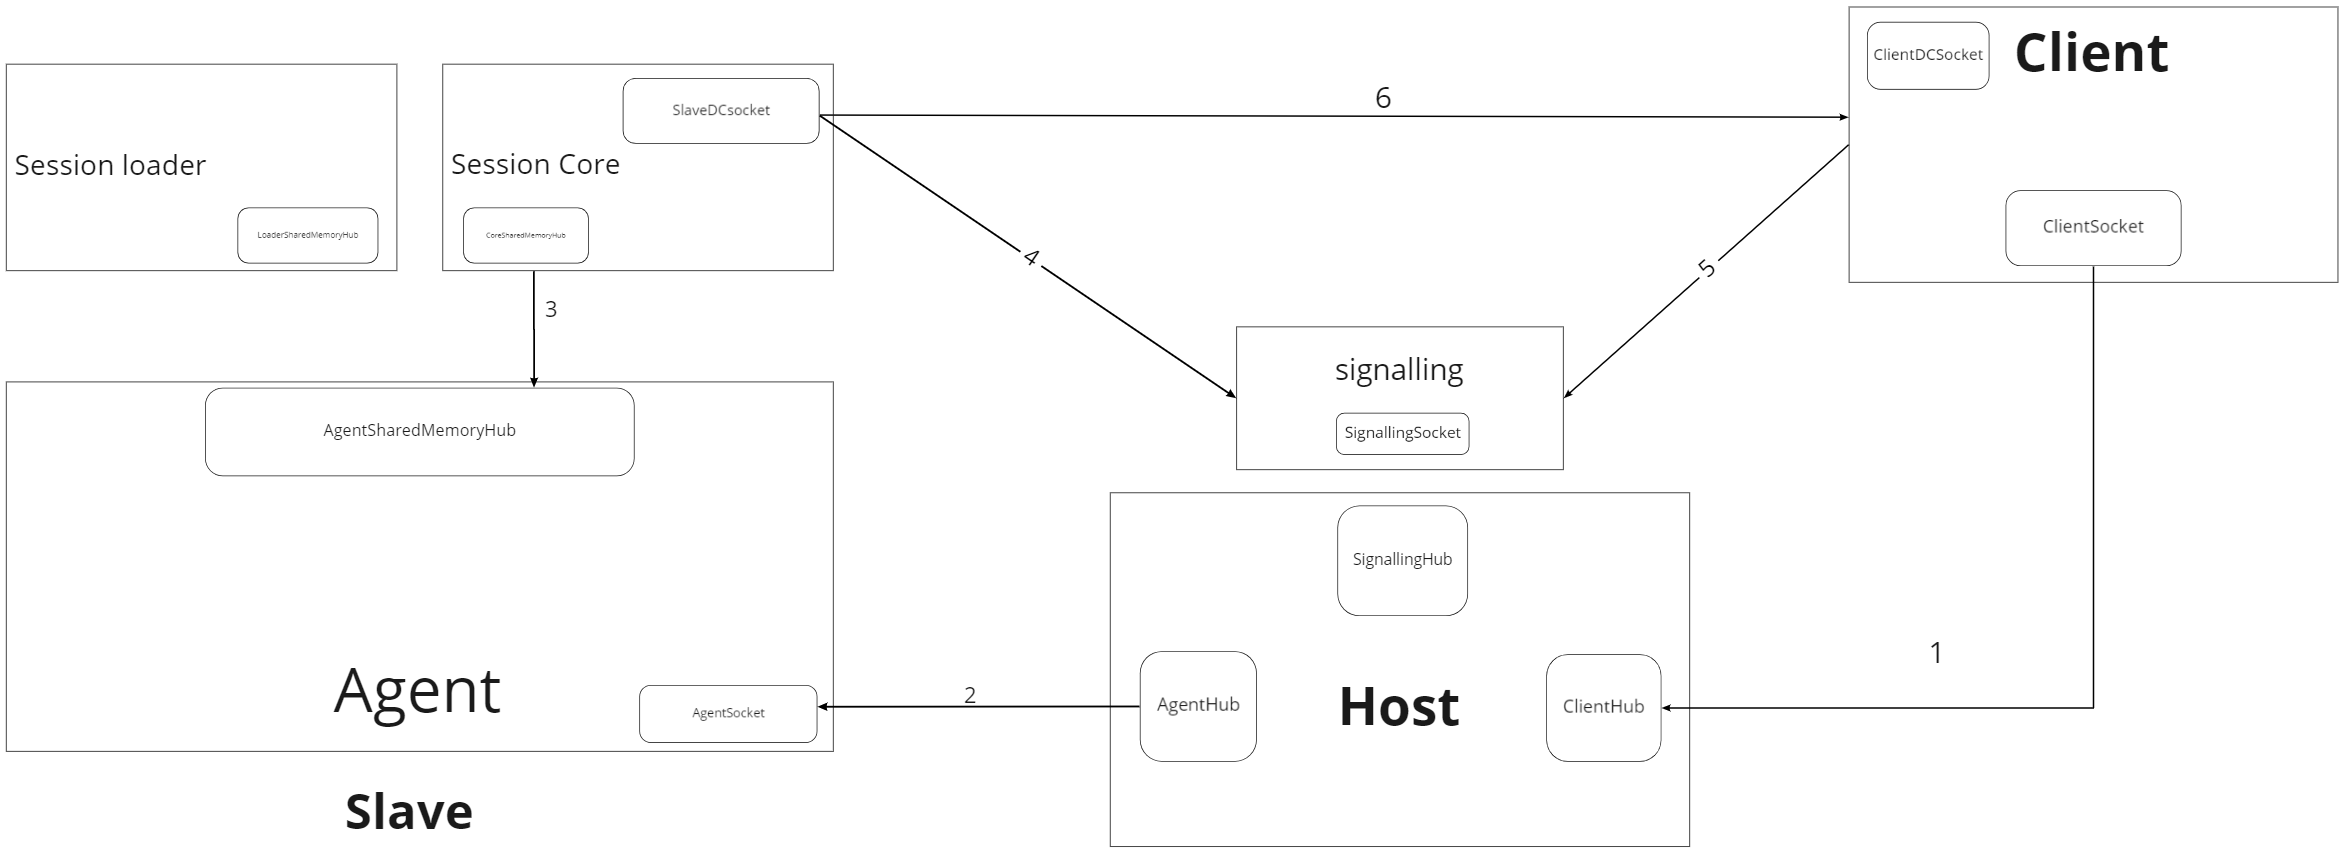 ClientDCSocket
Client
SlaveDCsocket
6
Session loader
Session Core
LoaderSharedMemoryHub
CoreSharedMemoryHub
ClientSocket
4
5
3
signalling
SignallingSocket
AgentSharedMemoryHub
SignallingHub
1
Agent
AgentSocket
2
AgentHub
Host
ClientHub
Slave